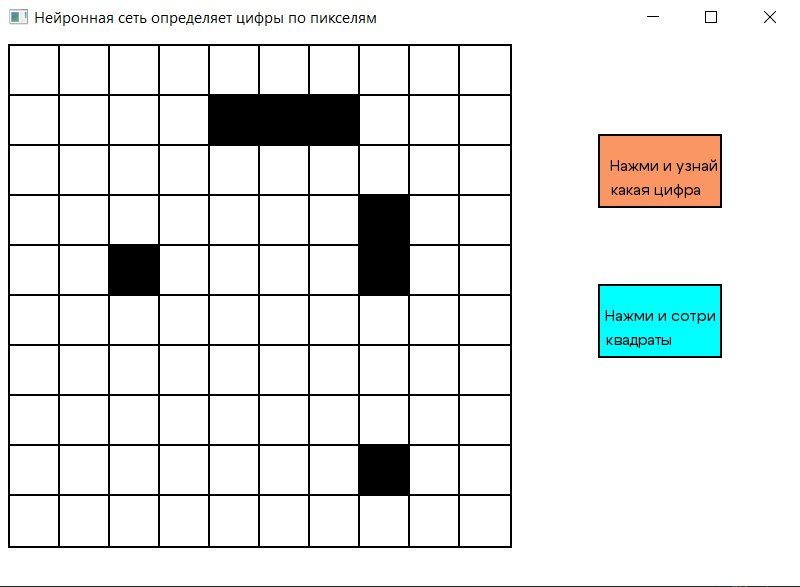 Нейронная сеть определяет цифры по пикселям
Нажми и узнай
какая цифра
Нажми и сотри
квадраты